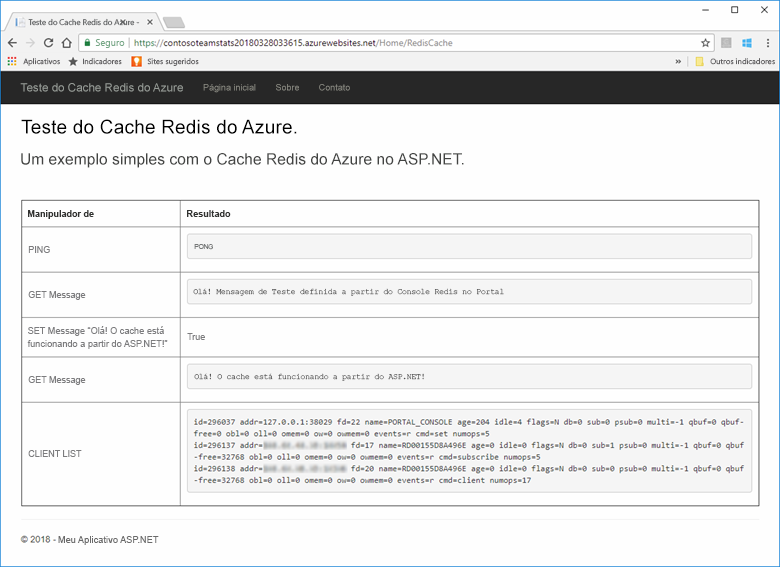 Teste do Cache Redis do Azure -
Seguro
https://contosoteamstats20180328033615.azurewebsites.net/Home/RedisCache
Aplicativos Indicadores Sites sugeridos » Outros indicadores
Teste do Cache Redis do Azure Página inicial Sobre Contato
Teste do Cache Redis do Azure.
Um exemplo simples com o Cache Redis do Azure no ASP.NET.
Manipulador de Resultado
PING PONG
GET Message Olá! Mensagem de Teste definida a partir do Console Redis no Portal
SET Message "Olá! O cache está
funcionando a partir do ASP.NET!"
True
GET Message Olá! O cache está funcionando a partir do ASP.NET!
CLIENT LIST
id=296037 addr=127.0.0.1:38029 fd=22 name=PORTAL_CONSOLE age=204 idle=4 flags=N db=0 sub=0 psub=0 multi=-1 qbuf=0 qbuf-
free=0 obl=0 oll=0 omem=0 ow=0 owmem=0 events=r cmd=set numops=5
id=296137 addr= fd=17 name=RD00155D8A496E age=0 idle=0 flags=N db=0 sub=1 psub=0 multi=-1 qbuf=0 qbuf
-free=32768 obl=0 oll=0 omem=0 ow=0 owmem=0 events=r cmd=subscribe numops=5
id=296138 addr= fd=20 name=RD00155D8A496E age=0 idle=0 flags=N db=0 sub=0 psub=0 multi=-1 qbuf=0 qbuf
-free=32768 obl=0 oll=0 omem=0 ow=0 owmem=0 events=r cmd=client numops=17
© 2018 - Meu Aplicativo ASP.NET